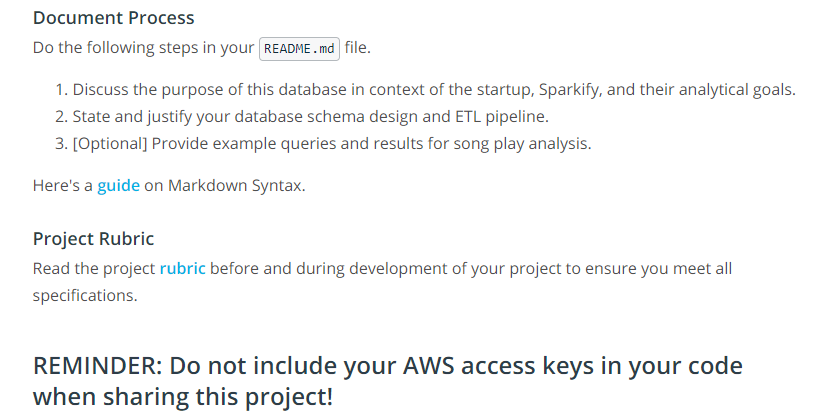 Document Process
Do the following steps in your README.md file.
1. Discuss the purpose of this database in context of the startup, Sparkify, and their analytical goals.
2. State and justify your database schema design and ETL pipeline.
3. [Optional] Provide example queries and results for song play analysis.
Here's a guide on Markdown Syntax.
Project Rubric
Read the project rubric before and during development of your project to ensure you meet all
specifications.
REMINDER: Do not include your AWS access keys in your code
when sharing this project!